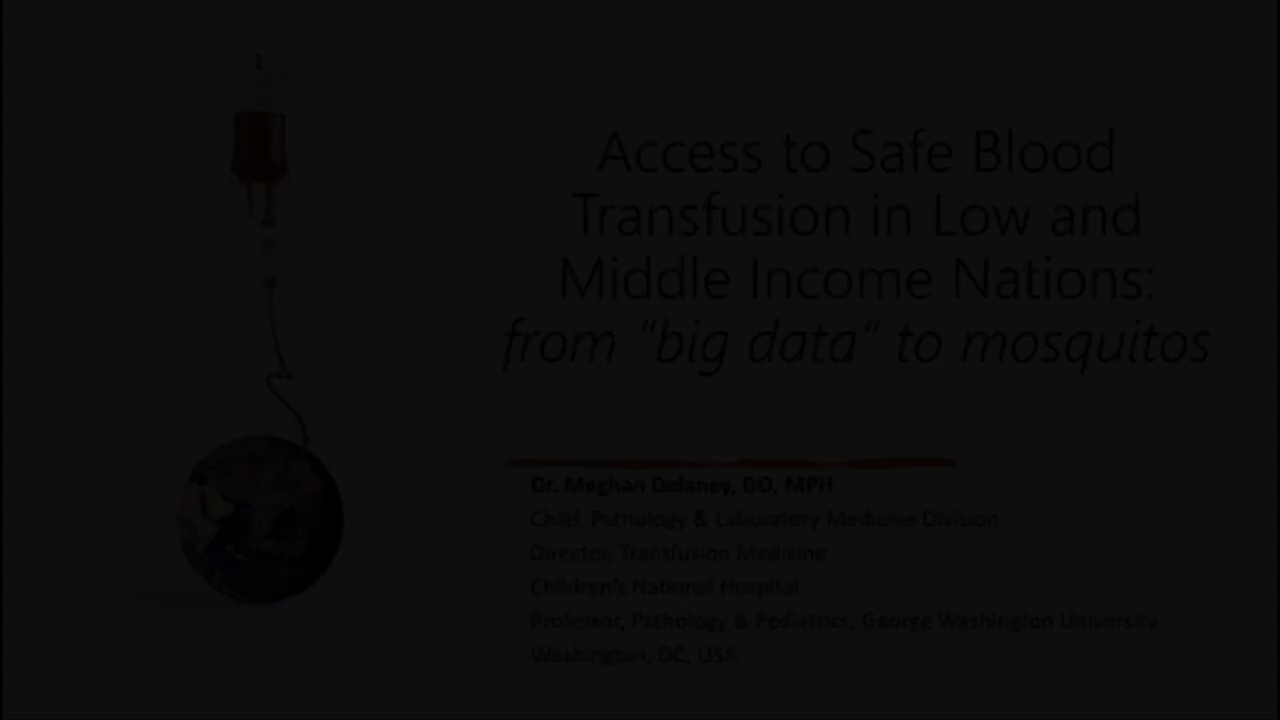 Access to Safe Blood
Transfusion in Low and
Middle Income Nations:
from "big data" to mosquitos
Dr. Meghan Delaney, DO, MPH
Chief, Pathology & Laboratory Medicine Division
Director, Transfusion Medicine
Children's National Hospital
Professor, Pathology & Pediatrics, George Washington University
Washington, DC, USA